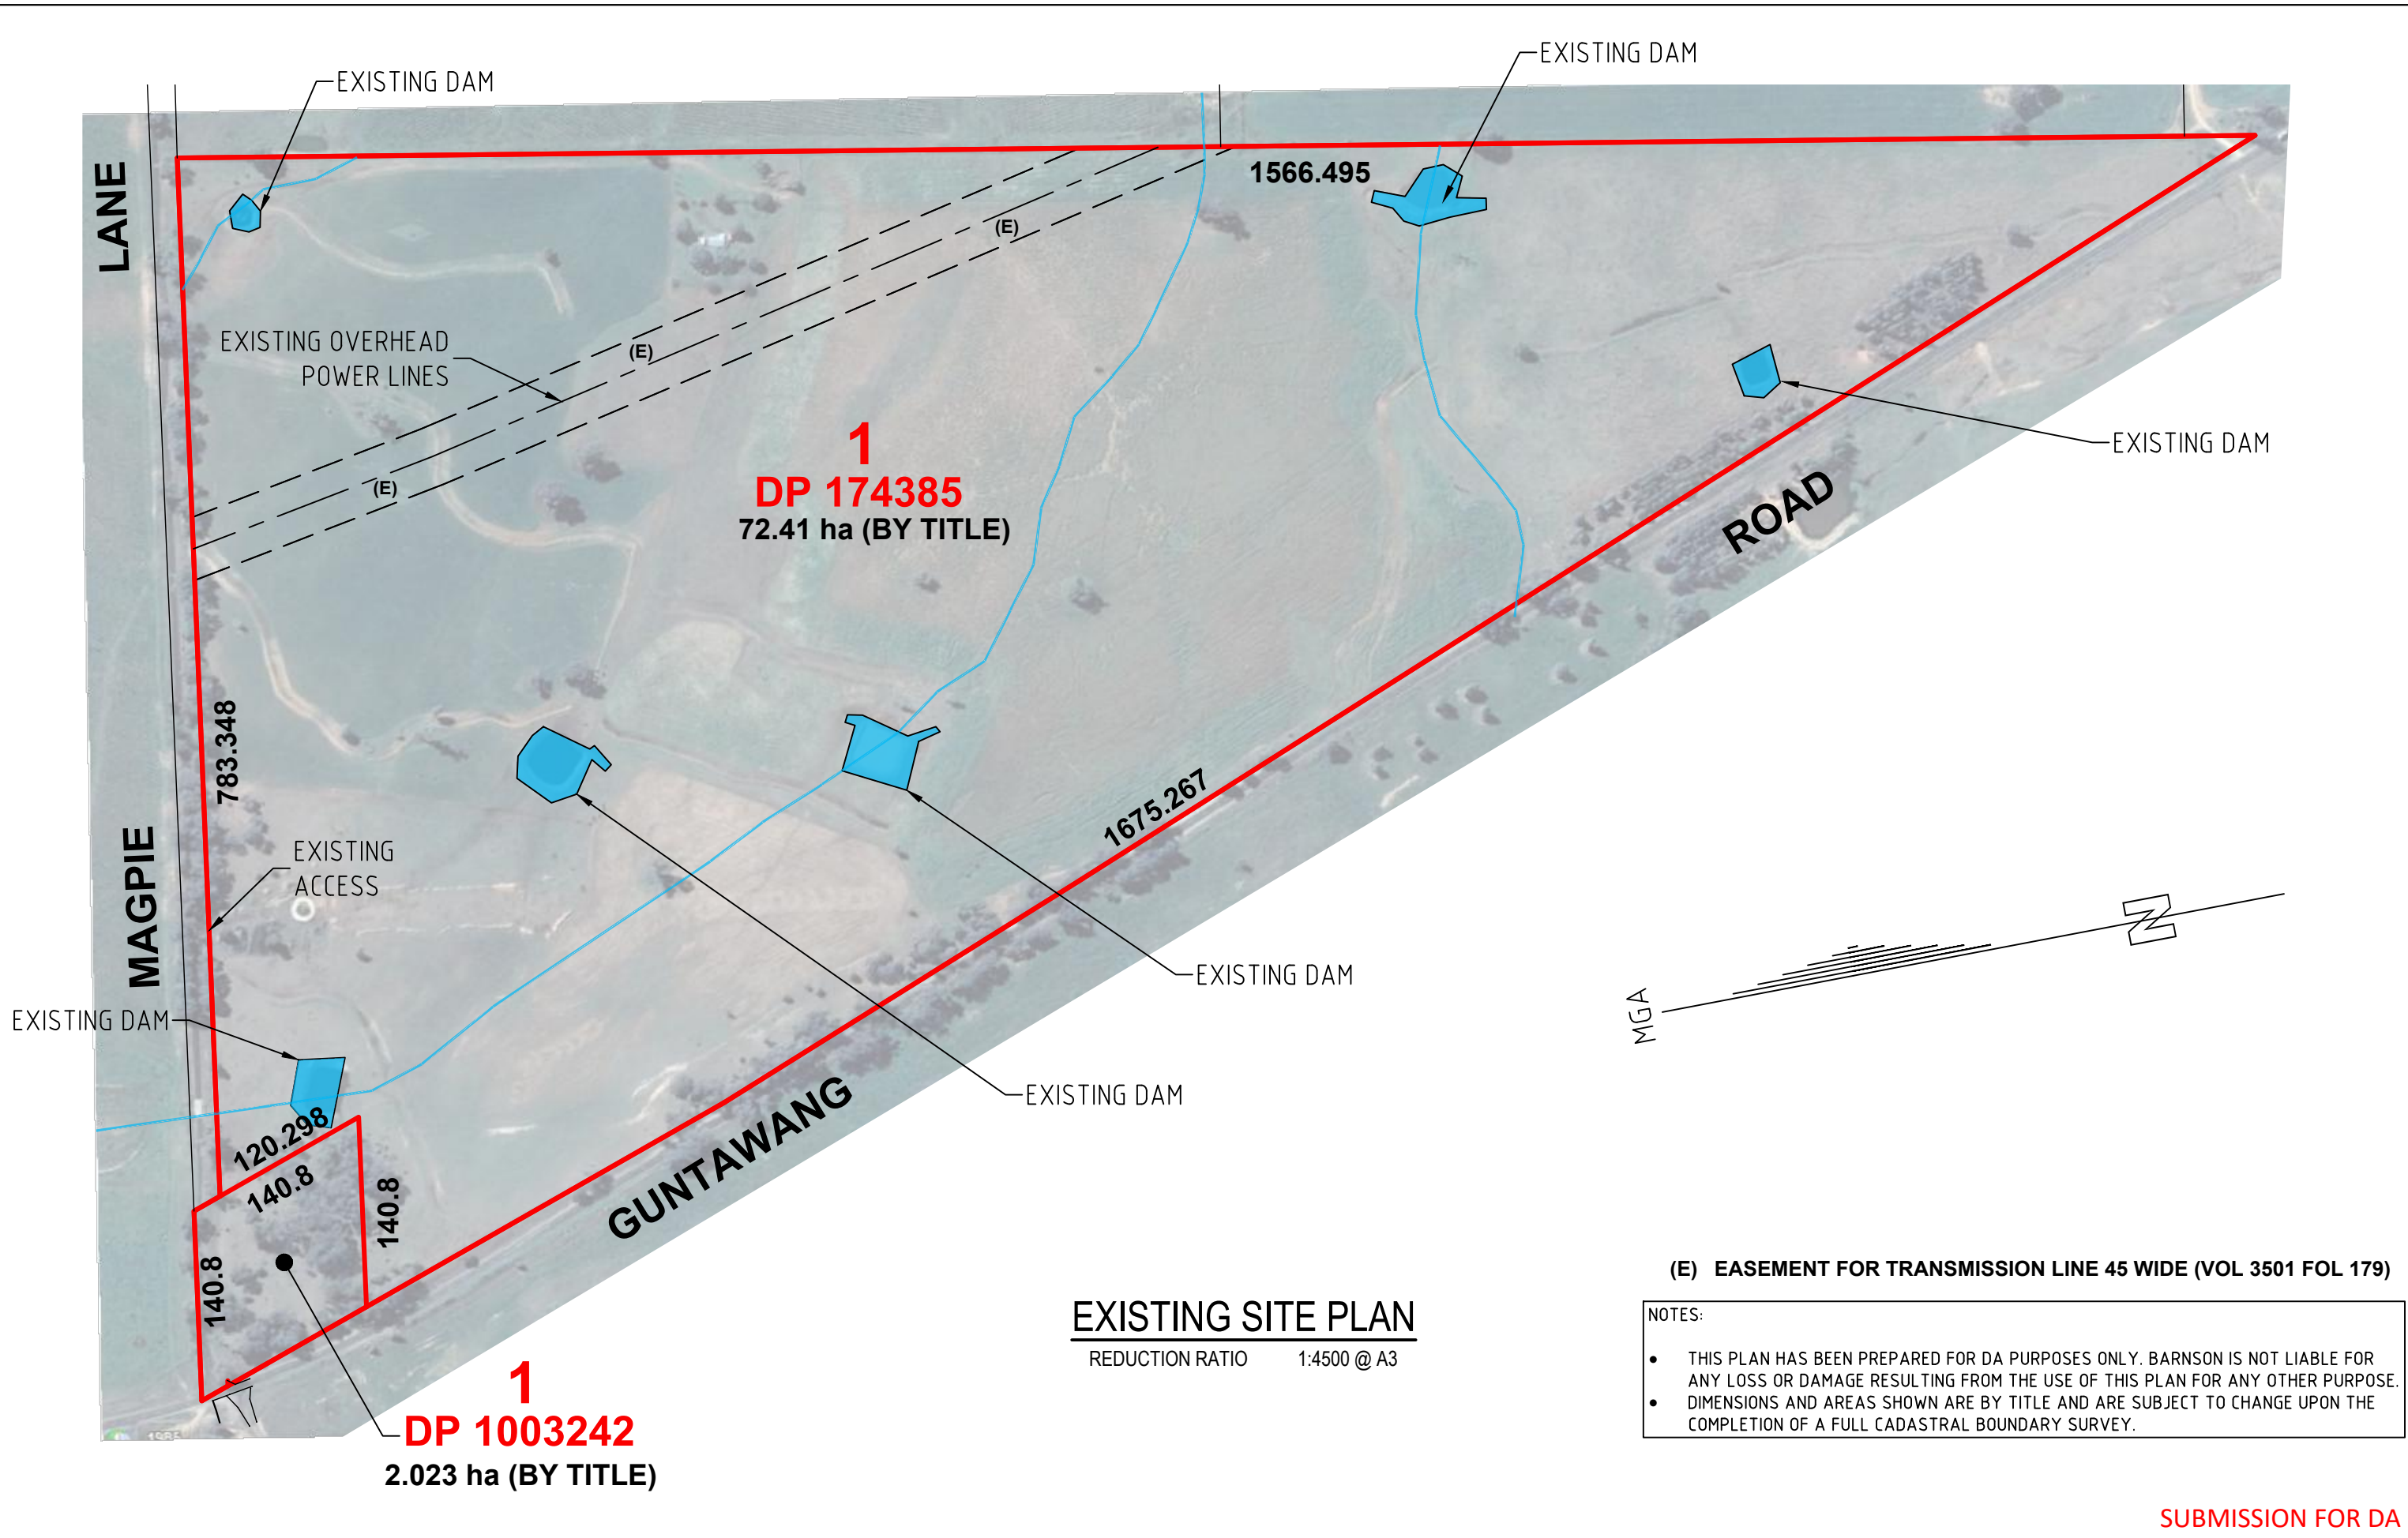 EXISTING DAM
EXISTING DAM
LANE
1566.495
(E)
EXISTING OVERHEAD
POWER LINES
(E)
(E)
1
DP 174385
72.41 ha (BY TITLE)
EXISTING DAM
ROAD
783.348
1675.267
EXISTING
ACCESS
MAGPIE
EXISTING DAM
EXISTING DAM
EXISTING DAM
N
MGA
120.298
140.8
140.8
140.8
GUNTAWANG
1
DP 1003242
2.023 ha (BY TITLE)
EXISTING SITE PLAN
REDUCTION RATIO 1:4500 @ A3
(E) EASEMENT FOR TRANSMISSION LINE 45 WIDE (VOL 3501 FOL 179)
NOTES:
• THIS PLAN HAS BEEN PREPARED FOR DA PURPOSES ONLY. BARNSON IS NOT LIABLE FOR
ANY LOSS OR DAMAGE RESULTING FROM THE USE OF THIS PLAN FOR ANY OTHER PURPOSE.
• DIMENSIONS AND AREAS SHOWN ARE BY TITLE AND ARE SUBJECT TO CHANGE UPON THE
COMPLETION OF A FULL CADASTRAL BOUNDARY SURVEY.
SUBMISSION FOR DA